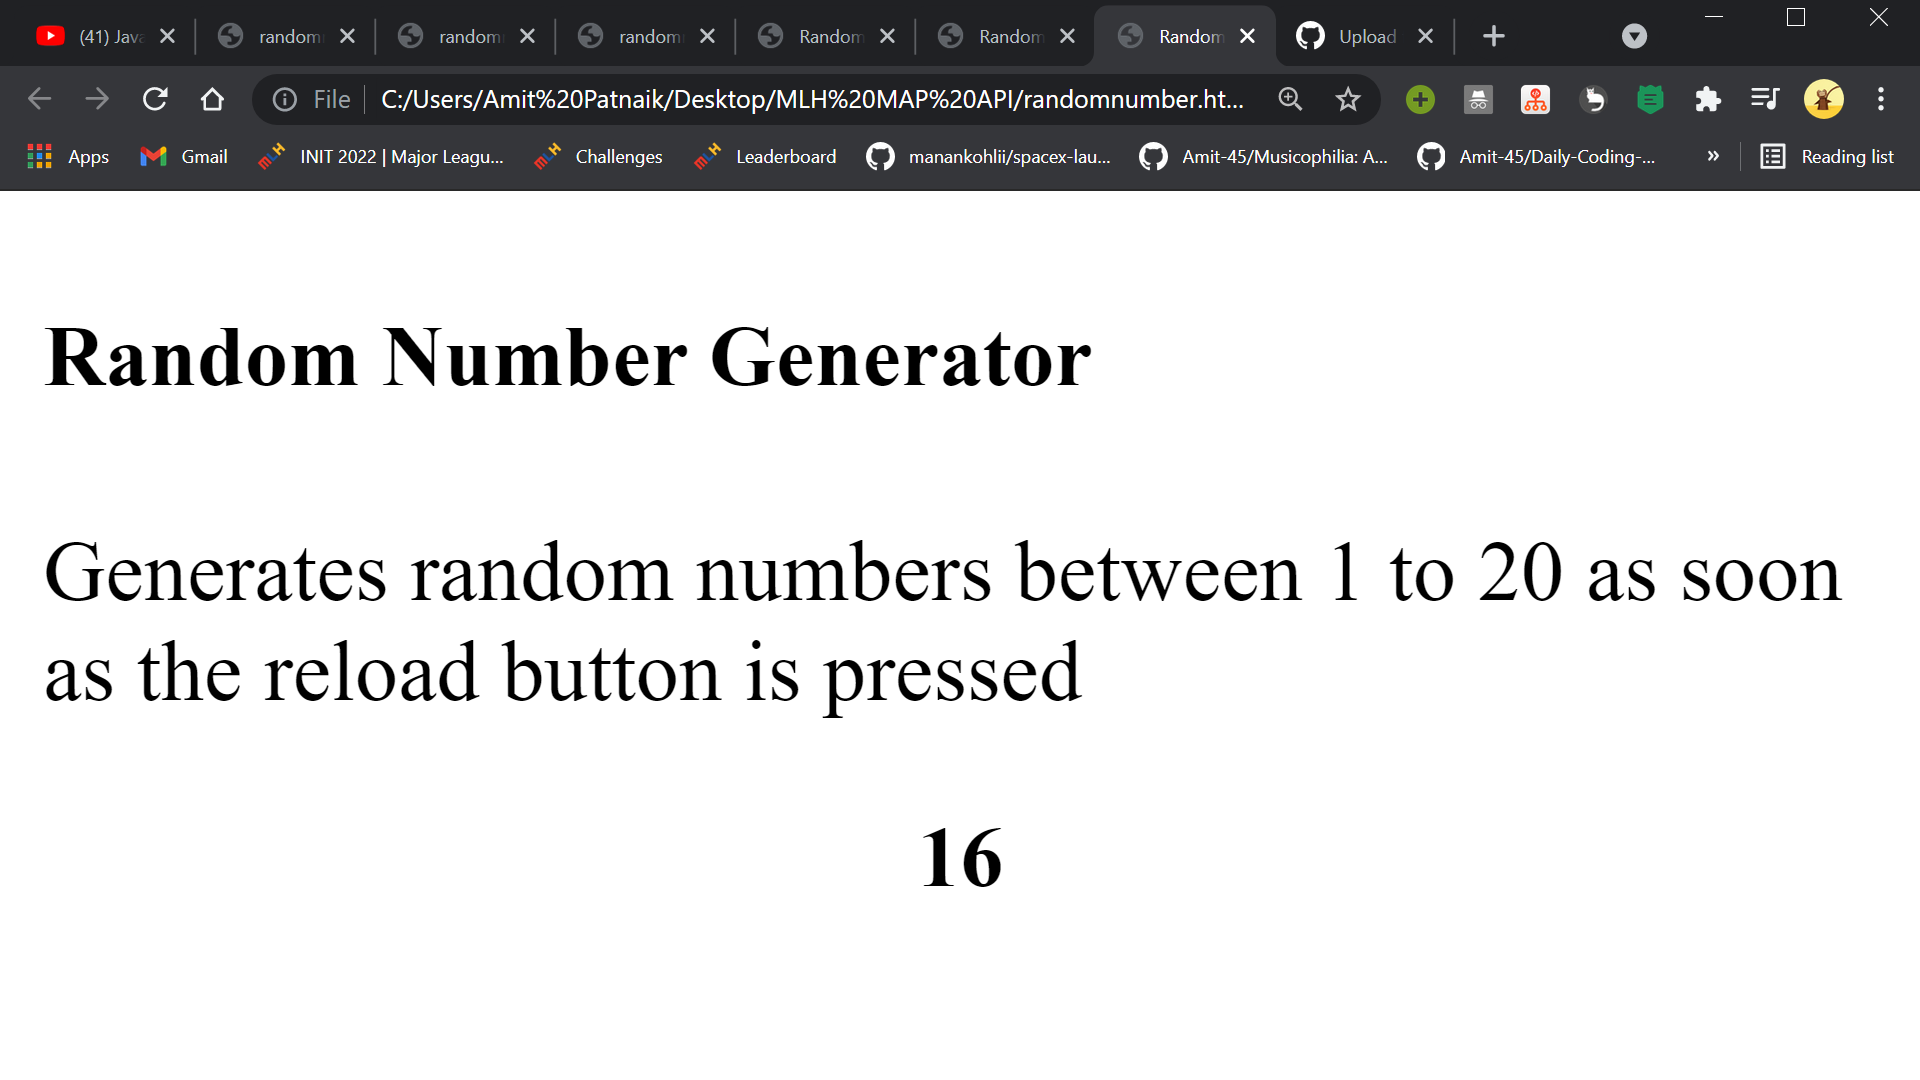 (41) Java
random
random
random
Random
Random
Random
Upload
File
C:/Users/Amit%20Patnaik/Desktop/MLH%20MAP%20API/randomnumber.ht...
Apps
Gmail
INIT 2022 | Major Leagu...
Challenges
Leaderboard
manankohlii/spacex-lau...
Amit-45/Musicophilia: A...
Amit-45/Daily-Coding-...
»
Reading list
Random Number Generator
Generates random numbers between 1 to 20 as soon
as the reload button is pressed
16